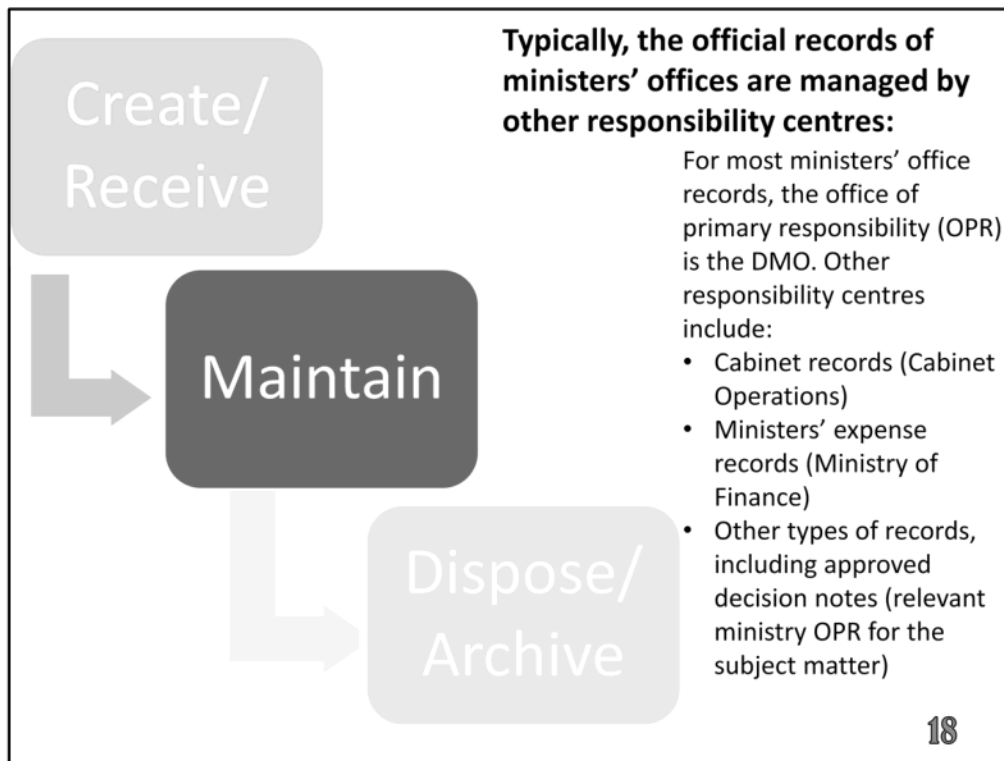 Create/
Receive
Maintain
Dispose/
Archive
Typically, the official records of
ministers’ offices are managed by
other responsibility centres:
For most ministers’ office
records, the office of
primary responsibility (OPR)
is the DMO. Other
responsibility centres
include:
• Cabinet records (Cabinet
Operations)
• Ministers’ expense
records (Ministry of
Finance)
• Other types of records,
including approved
decision notes (relevant
ministry OPR for the
subject matter)
18